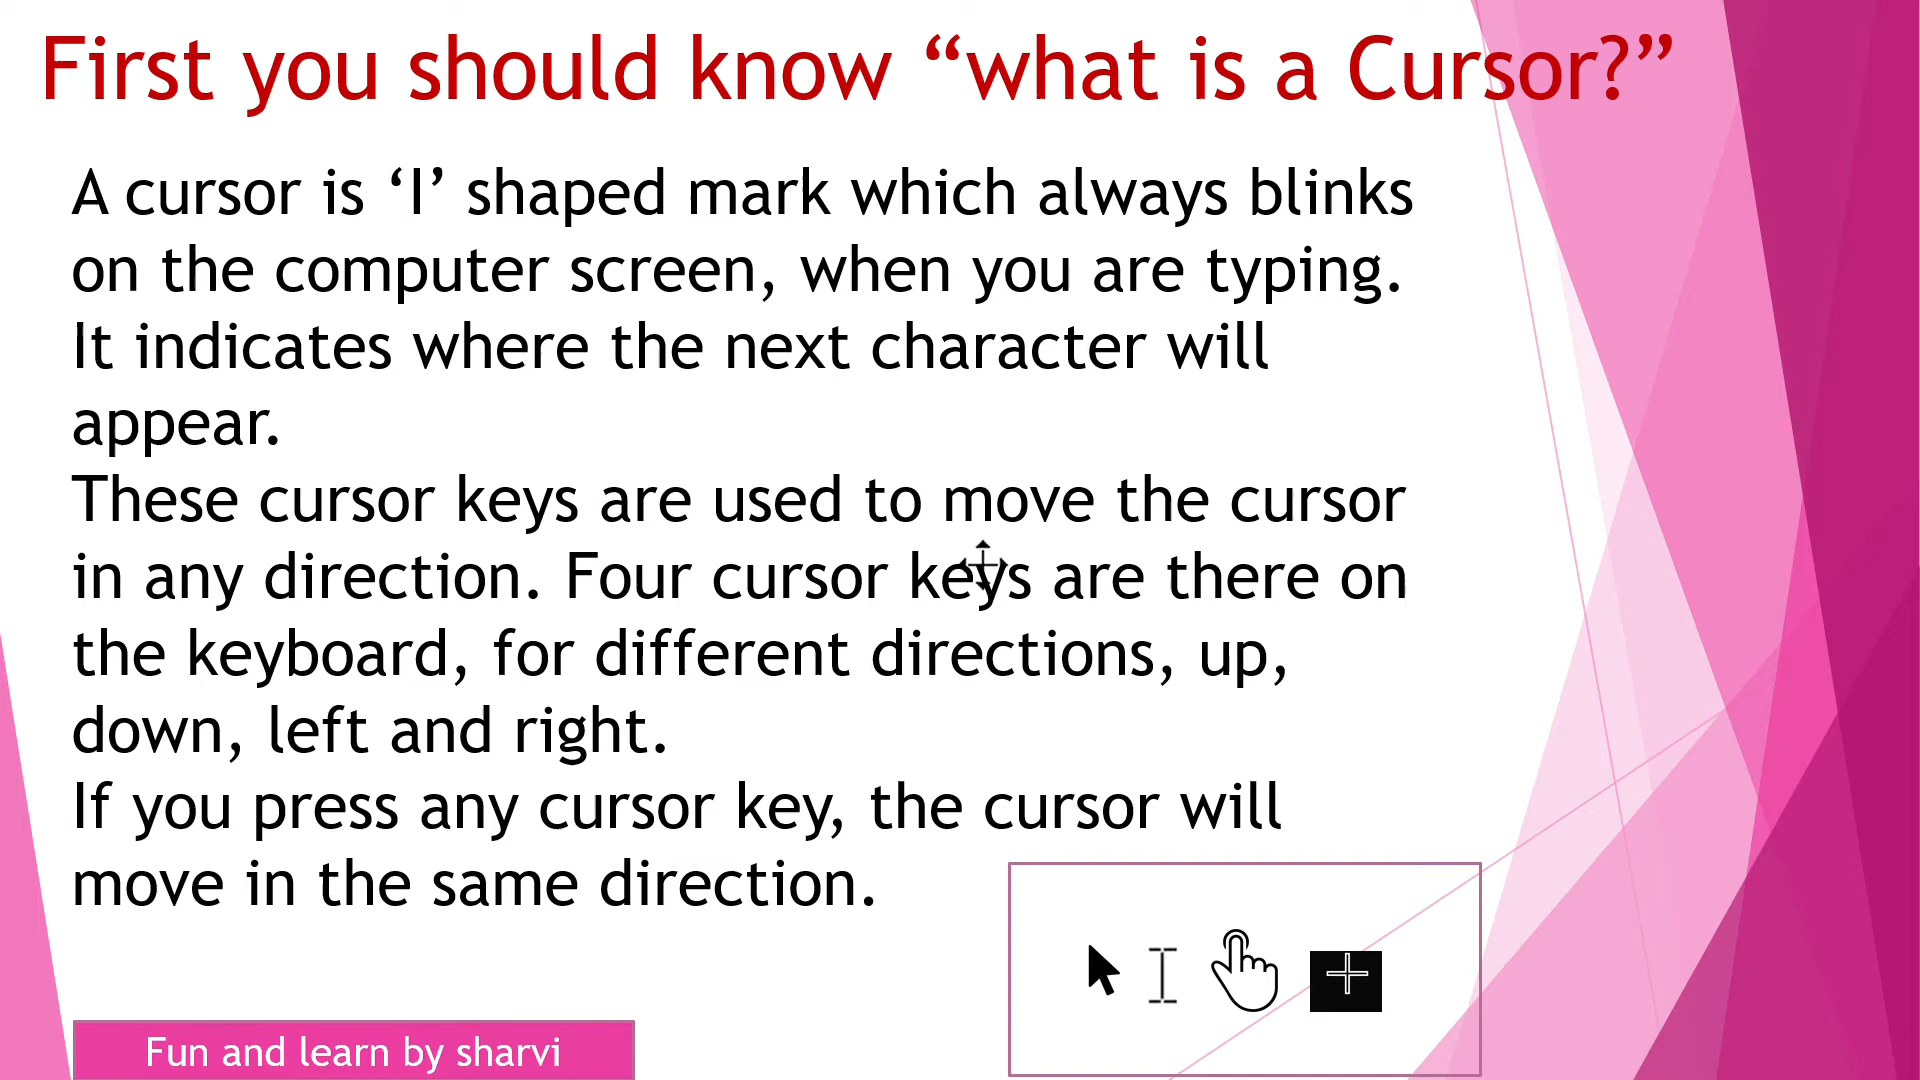 First you should know “what is a Cursor?”
A cursor is ‘I’ shaped mark which always blinks
on the computer screen, when you are typing.
It indicates where the next character will
appear.
These cursor keys are used to move the cursor
in any direction. Four cursor keys are there on
the keyboard, for different directions, up,
down, left and right.
If you press any cursor key, the cursor will
move in the same direction.
Fun and learn by sharvi